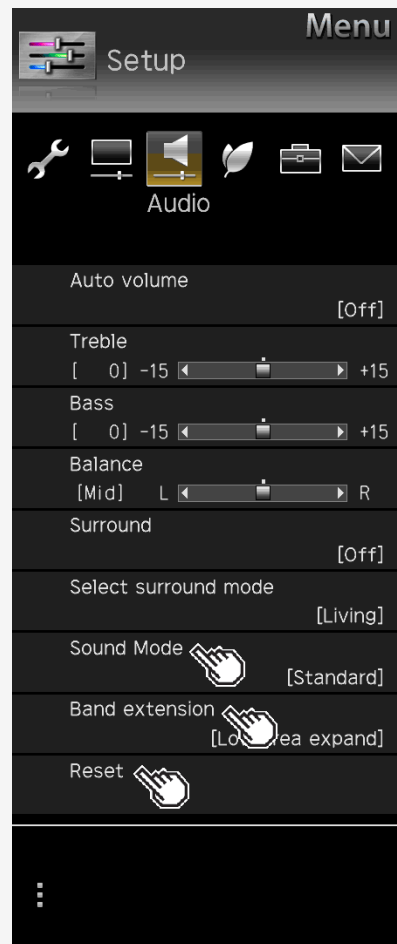 Menu
Setup
Audio
Auto volume
[Off]
Treble
[ 0] -15 +15
Bass
[ 0] -15 +15
Balance
[Mid] L R
Surround
[Off]
Select surround mode
[Living]
Sound Mode
[Standard]
Band extension
expand]
Reset